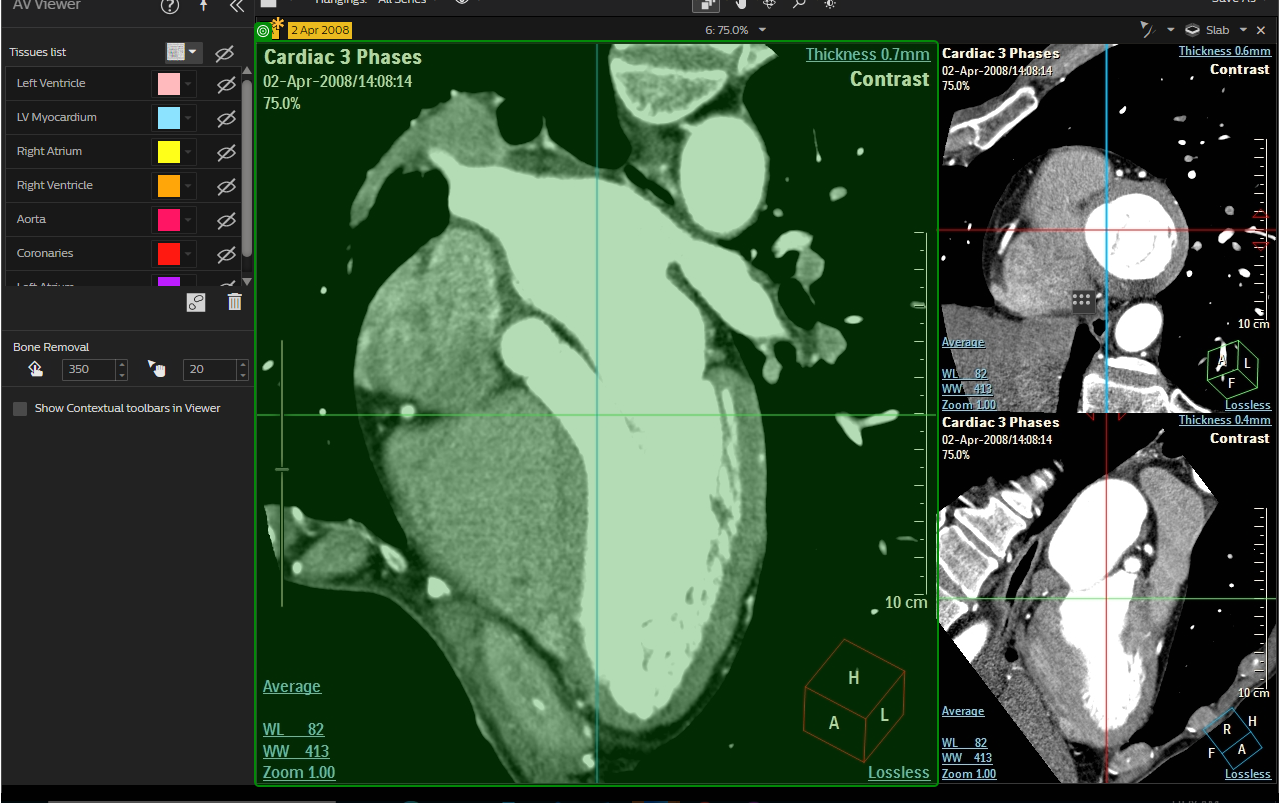 AV Viewer
Hangings: All Series
Save As
2 Apr 2008
6: 75.0%
Slab
Tissues list
Left Ventricle
LV Myocardium
Right Atrium
Right Ventricle
Aorta
Coronaries
Left Atrium
Bone Removal
350
20
Show Contextual toolbars in Viewer
Cardiac 3 Phases
02-Apr-2008/14:08:14
75.0%
Thickness 0.7mm
Contrast
10 cm
H
A
L
Average
WL 82
WW 413
Zoom 1.00
Lossless
Cardiac 3 Phases
02-Apr-2008/14:08:14
75.0%
Thickness 0.6mm
Contrast
10 cm
A
L
F
Average
WL 82
WW 413
Zoom 1.00
Lossless
Cardiac 3 Phases
02-Apr-2008/14:08:14
75.0%
Thickness 0.4mm
Contrast
10 cm
R
H
F
A
Average
WL 82
WW 413
Zoom 1.00
Lossless